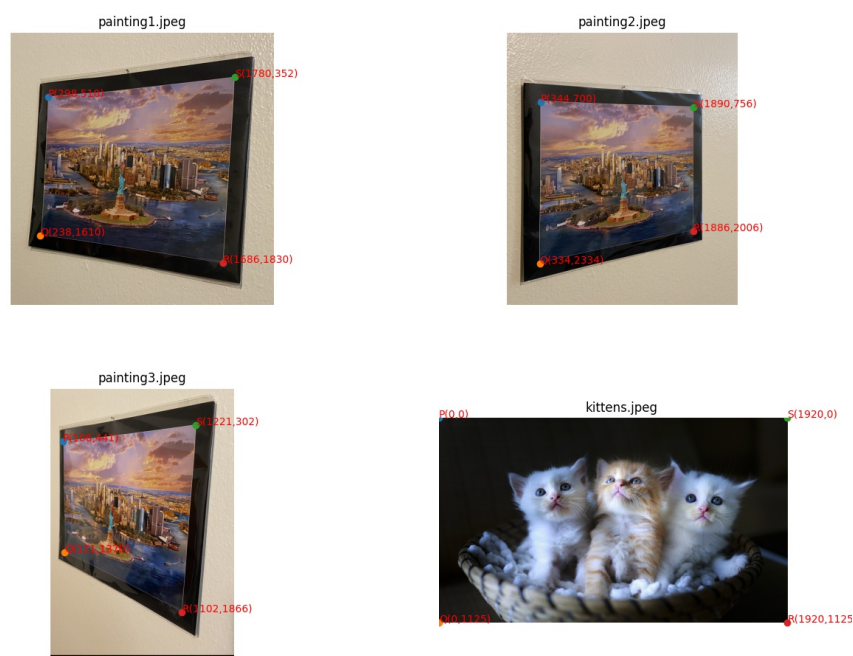 painting1.jpeg
S(1780,352)
Q(238,1610)
R(1686,1830)
painting2.jpeg
P(344,700)
S(1890,756)
R(1886,2006)
Q(334,2334)
painting3.jpeg
S(1221,302)
R(1102,1866)
kittens.jpeg
P(0,0)
S(1920,0)
Q(0,1125)
R(1920,1125)